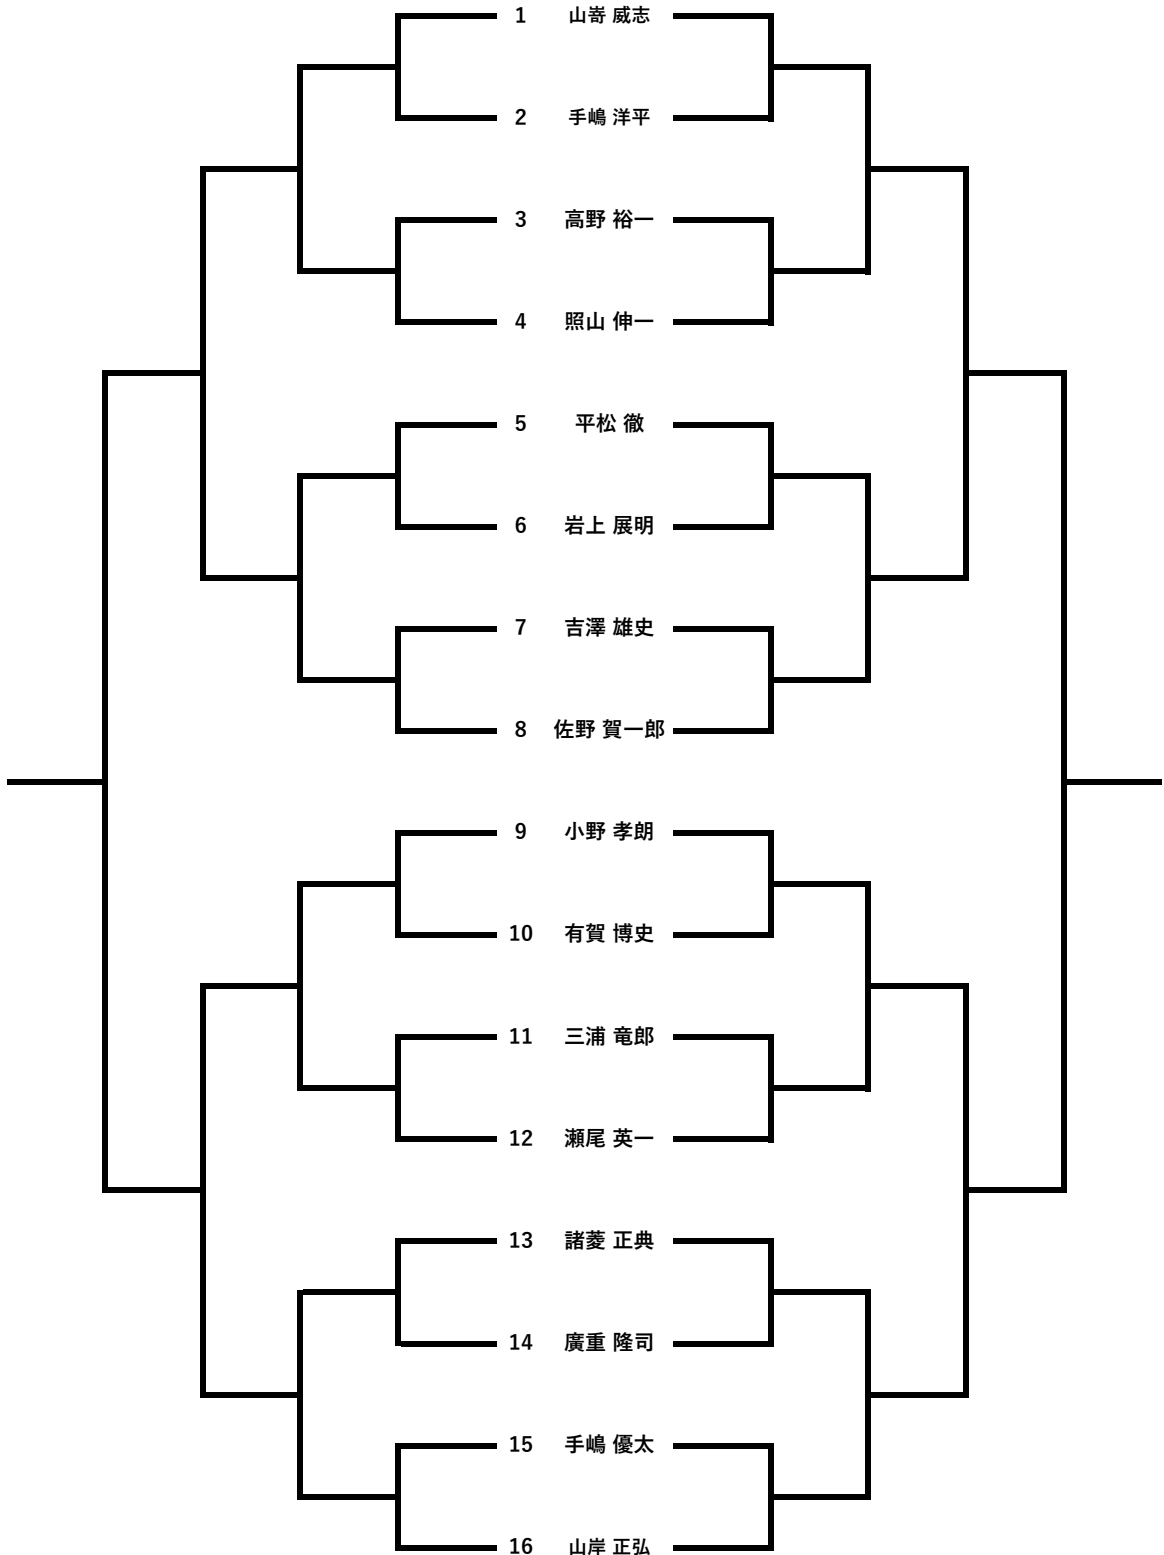 1 山嵜 威志
2 手嶋 洋平
3 高野 裕一
4 照山 伸一
5 平松 徹
6 岩上 展明
7 吉澤 雄史
8 佐野 賀一郎
9 小野 孝朗
10 有賀 博史
11 三浦 竜郎
12 瀬尾 英一
13 諸菱 正典
14 廣重 隆司
15 手嶋 優太
16 山岸 正弘